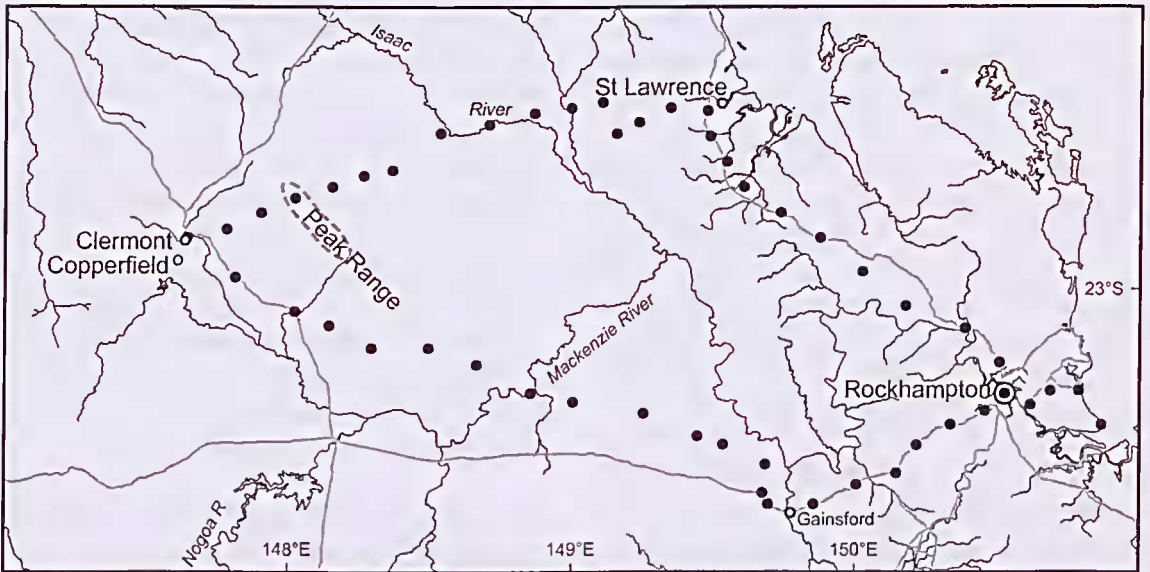 Isaac
River
St Lawrence
Peak Range
Clermont
Copperfield
23°S
Mackenzie River
Rockhampton
Gainsford
Nogoa R.
148°E
149°E
150°E